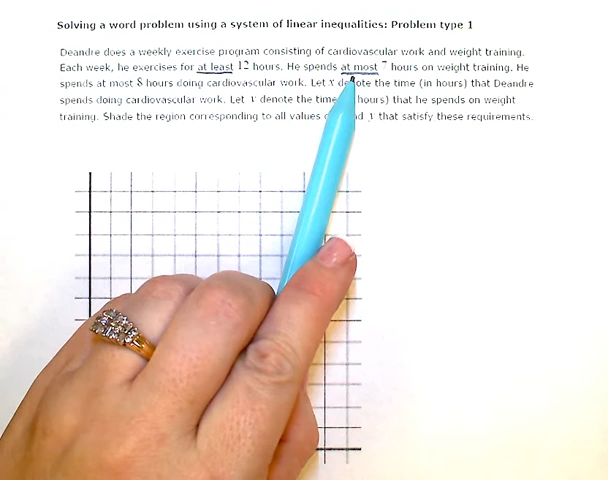 Solving a word problem using a system of linear inequalities: Problem type 1
Deandre does a weekly exercise program consisting of cardiovascular work and weight training.
Each week, he exercises for at least 12 hours. He spends at most 7 hours on weight training. He
spends at most 8 hours doing cardiovascular work. Let x denote the time (in hours) that Deandre
spends doing cardiovascular work. Let y denote the time hours) that he spends on weight
training. Shade the region corresponding to all values y that satisfy these requirements.